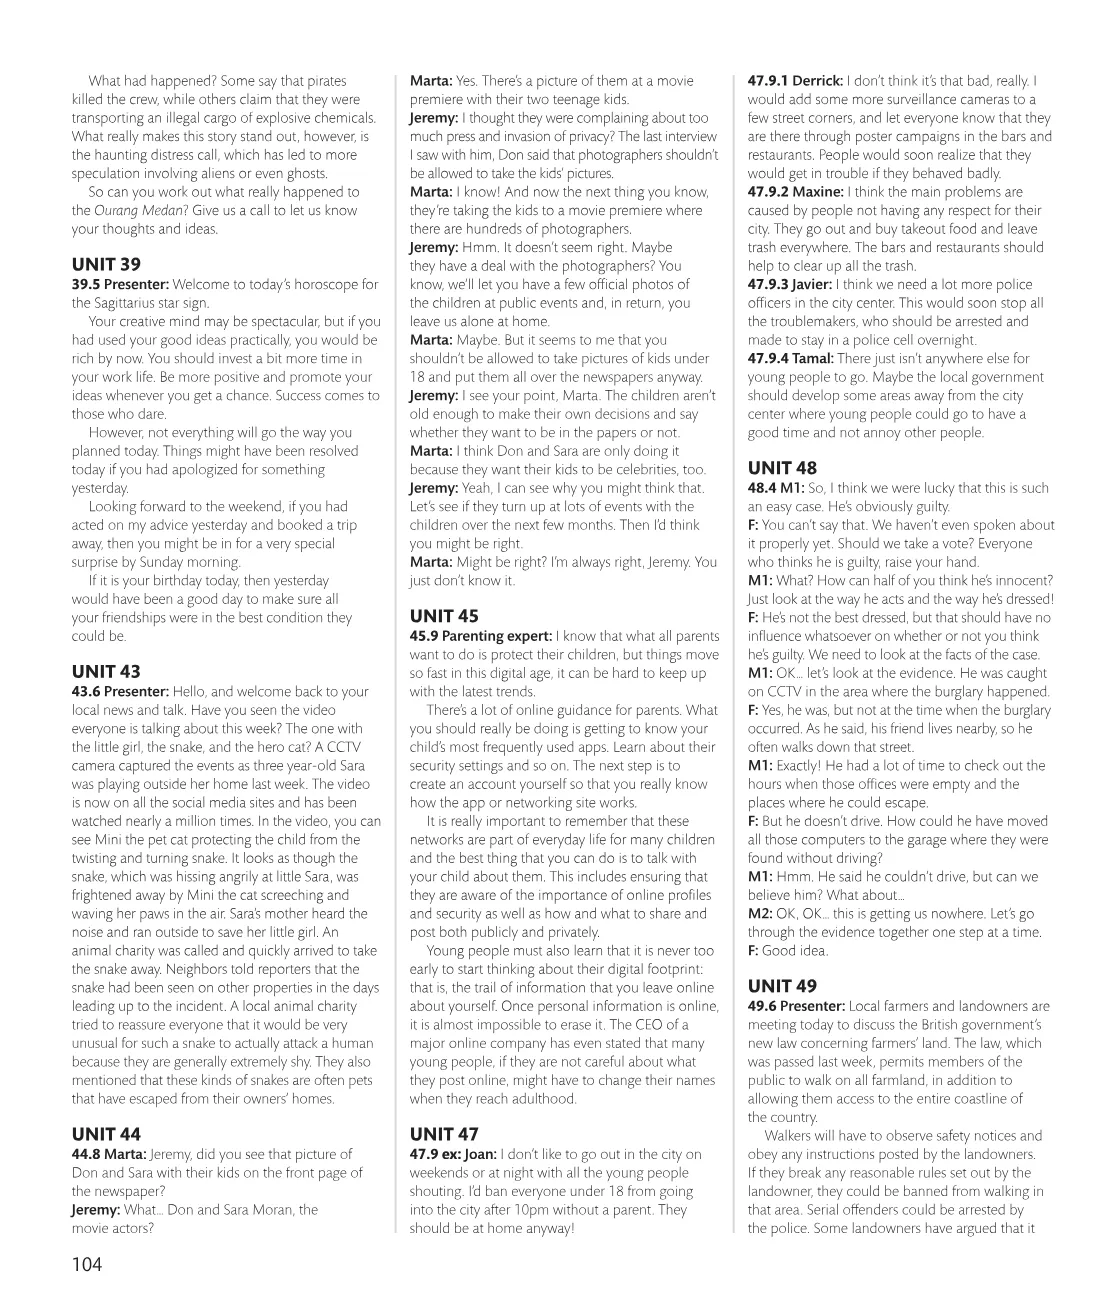 What had happened? Some say that pirates
killed the crew, while others claim that they were
transporting an illegal cargo of explosive chemicals.
What really makes this story stand out, however, is
the haunting distress call, which has led to more
speculation involving aliens or even ghosts.
So can you work out what really happened to
the Ourang Medan? Give us a call to let us know
your thoughts and ideas.
UNIT 39
39.5 Presenter: Welcome to today's horoscope for
the Sagittarius star sign.
Your creative mind may be spectacular, but if you
had used your good ideas practically, you would be
rich by now. You should invest a bit more time in
your work life. Be more positive and promote your
ideas whenever you get a chance. Success comes to
those who dare.
However, not everything will go the way you
planned today. Things might have been resolved
today if you had apologized for something
yesterday.
Looking forward to the weekend, if you had
acted on my advice yesterday and booked a trip
away, then you might be in for a very special
surprise by Sunday morning.
If it is your birthday today, then yesterday
would have been a good day to make sure all
your friendships were in the best condition they
could be.
UNIT 43
43.6 Presenter: Hello, and welcome back to your
local news and talk. Have you seen the video
everyone is talking about this week? The one with
the little girl, the snake, and the hero cat? A CCTV
camera captured the events as three year-old Sara
was playing outside her home last week. The video
is now on all the social media sites and has been
watched nearly a million times. In the video, you can
see Mini the pet cat protecting the child from the
twisting and turning snake. It looks as though the
snake, which was hissing angrily at little Sara, was
frightened away by Mini the cat screeching and
waving her paws in the air. Sara's mother heard the
noise and ran outside to save her little girl. An
animal charity was called and quickly arrived to take
the snake away. Neighbors told reporters that the
snake had been seen on other properties in the days
leading up to the incident. A local animal charity
tried to reassure everyone that it would be very
unusual for such a snake to actually attack a human
because they are generally extremely shy. They also
mentioned that these kinds of snakes are often pets
that have escaped from their owners' homes.
UNIT 44
44.8 Marta: Jeremy, did you see that picture of
Don and Sara with their kids on the front page of
the newspaper?
Jeremy: What... Don and Sara Moran, the
movie actors?
Marta: Yes. There's a picture of them at a movie
premiere with their two teenage kids.
Jeremy: I thought they were complaining about too
much press and invasion of privacy? The last interview
I saw with him, Don said that photographers shouldn't
be allowed to take the kids' pictures.
Marta: I know! And now the next thing you know,
they're taking the kids to a movie premiere where
there are hundreds of photographers.
Jeremy: Hmm. It doesn't seem right. Maybe
they have a deal with the photographers? You
know, we'll let you have a few official photos of
the children at public events and, in return, you
leave us alone at home.
Marta: Maybe. But it seems to me that you
shouldn't be allowed to take pictures of kids under
18 and put them all over the newspapers anyway.
Jeremy: I see your point, Marta. The children aren't
old enough to make their own decisions and say
whether they want to be in the papers or not.
Marta: I think Don and Sara are only doing it
because they want their kids to be celebrities, too.
Jeremy: Yeah, I can see why you might think that.
Let's see if they turn up at lots of events with the
children over the next few months. Then I'd think
you might be right.
Marta: Might be right? I'm always right, Jeremy. You
just don't know it.
UNIT 45
45.9 Parenting expert: I know that what all parents
want to do is protect their children, but things move
so fast in this digital age, it can be hard to keep up
with the latest trends.
There's a lot of online guidance for parents. What
you should really be doing is getting to know your
child's most frequently used apps. Learn about their
security settings and so on. The next step is to
create an account yourself so that you really know
how the app or networking site works.
It is really important to remember that these
networks are part of everyday life for many children
and the best thing that you can do is to talk with
your child about them. This includes ensuring that
they are aware of the importance of online profiles
and security as well as how and what to share and
post both publicly and privately.
Young people must also learn that it is never too
early to start thinking about their digital footprint:
that is, the trail of information that you leave online
about yourself. Once personal information is online,
it is almost impossible to erase it. The CEO of a
major online company has even stated that many
young people, if they are not careful about what
they post online, might have to change their names
when they reach adulthood.
UNIT 47
47.9 ex: Joan: I don't like to go out in the city on
weekends or at night with all the young people
shouting. I'd ban everyone under 18 from going
into the city after 10pm without a parent. They
should be at home anyway!
47.9.1 Derrick: I don't think it's that bad, really. I
would add some more surveillance cameras to a
few street corners, and let everyone know that they
are there through poster campaigns in the bars and
restaurants. People would soon realize that they
would get in trouble if they behaved badly.
47.9.2 Maxine: I think the main problems are
caused by people not having any respect for their
city. They go out and buy takeout food and leave
trash everywhere. The bars and restaurants should
help to clear up all the trash.
47.9.3 Javier: I think we need a lot more police
officers in the city center. This would soon stop all
the troublemakers, who should be arrested and
made to stay in a police cell overnight.
47.9.4 Tamal: There just isn't anywhere else for
young people to go. Maybe the local government
should develop some areas away from the city
center where young people could go to have a
good time and not annoy other people.
UNIT 48
48.4 M1: So, I think we were lucky that this is such
an easy case. He's obviously guilty.
F: You can't say that. We haven't even spoken about
it properly yet. Should we take a vote? Everyone
who thinks he is guilty, raise your hand.
M1: What? How can half of you think he's innocent?
Just look at the way he acts and the way he's dressed!
F: He's not the best dressed, but that should have no
influence whatsoever on whether or not you think
he's guilty. We need to look at the facts of the case.
M1: OK... let's look at the evidence. He was caught
on CCTV in the area where the burglary happened.
F: Yes, he was, but not at the time when the burglary
occurred. As he said, his friend lives nearby, so he
often walks down that street.
M1: Exactly! He had a lot of time to check out the
hours when those offices were empty and the
places where he could escape.
F: But he doesn't drive. How could he have moved
all those computers to the garage where they were
found without driving?
M1: Hmm. He said he couldn't drive, but can we
believe him? What about...
M2: OK, OK... this is getting us nowhere. Let's go
through the evidence together one step at a time.
F: Good idea.
UNIT 49
49.6 Presenter: Local farmers and landowners are
meeting today to discuss the British government's
new law concerning farmers' land. The law, which
was passed last week, permits members of the
public to walk on all farmland, in addition to
allowing them access to the entire coastline of
the country.
Walkers will have to observe safety notices and
obey any instructions posted by the landowners.
If they break any reasonable rules set out by the
landowner, they could be banned from walking in
that area. Serial offenders could be arrested by
the police. Some landowners have argued that it
104